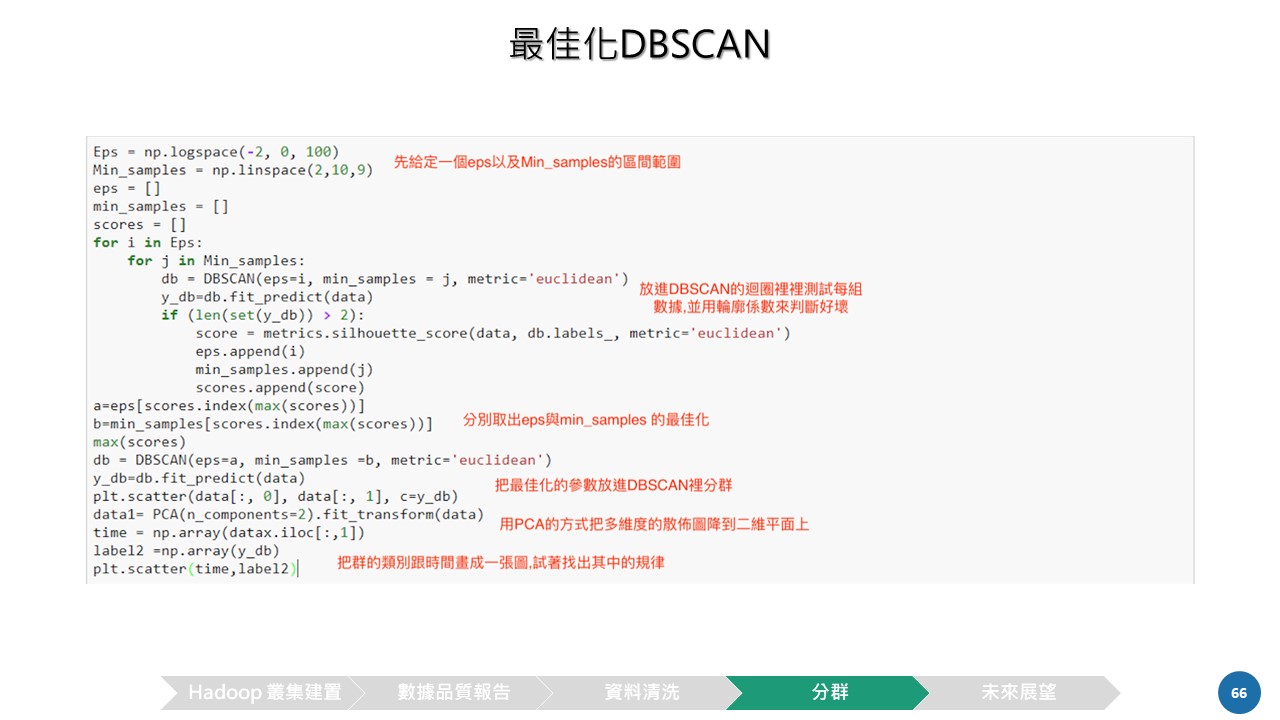 最佳化DBSCAN
Eps = np.logspace(-2, 0, 100)
先給定一個eps以及Min_samples的區間範圍
Min_samples = np.linspace(2,10,9)
eps = []
min_samples = []
scores = []
for i in Eps:
    for j in Min_samples:
        db = DBSCAN(eps=i, min_samples = j, metric='euclidean')
放進DBSCAN的迴圈裡裡測試每組
        y_db=db.fit_predict(data)
數據,並用輪廓係數來判斷好壞
        if (len(set(y_db)) > 2):
            score = metrics.silhouette_score(data, db.labels_, metric='euclidean')
            eps.append(i)
            min_samples.append(j)
            scores.append(score)
a=eps[scores.index(max(scores))]
b=min_samples[scores.index(max(scores))]
分別取出eps與min_samples 的最佳化
max(scores)
db = DBSCAN(eps=a, min_samples =b, metric='euclidean')
y_db=db.fit_predict(data)
把最佳化的參數放進DBSCAN裡分群
plt.scatter(data[:, 0], data[:, 1], c=y_db)
data1= PCA(n_components=2).fit_transform(data)
用PCA的方式把多維度的散佈圖降到二維平面上
time = np.array(datax.iloc[:,1])
label2 =np.array(y_db)
plt.scatter(time,label2)
把群的類別跟時間畫成一張圖,試著找出其中的規律
Hadoop 叢集建置
數據品質報告
資料清洗
分群
未來展望
66